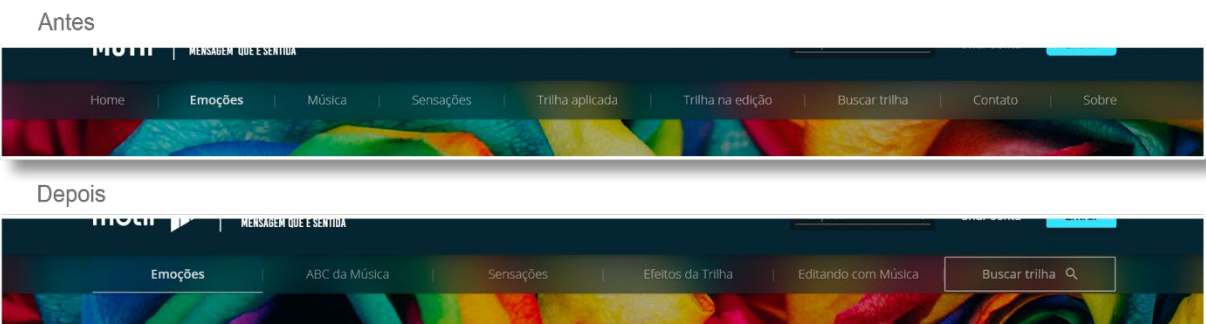 Antes
MENSAGEM QUE É SENTIDA
Home | Emoções | Música | Sensações | Trilha aplicada | Trilha na edição | Buscar trilha | Contato | Sobre
Depois
motif | MENSAGEM QUE É SENTIDA
Emoções | ABC da Música | Sensações | Efeitos da Trilha | Editando com Música | Buscar trilha